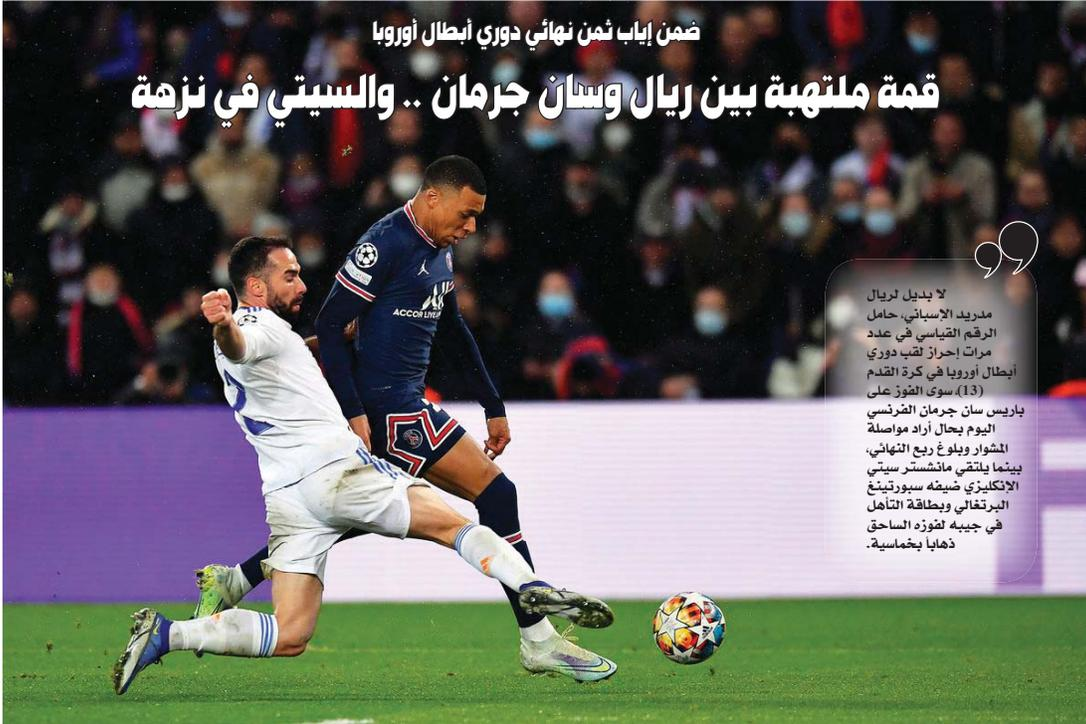 ضمن إياب ثمن نهائي دوري أبطال أوروبا
قمة ملتهبة بين ريال وسان جرمان .. والسيتي في نزهة
لا بديل لريال
مدريد الإسباني، حامل
الرقم القياسي في عدد
مرات إحراز لقب دوري
أبطال أوروبا في كرة القدم
(13)، سوى الفوز على
باريس سان جرمان الفرنسي
اليوم بحال أراد مواصلة
المشوار وبلوغ ربع النهائي،
بينما يلتقي مانشستر سيتي
الإنكليزي ضيفه سبورتينغ
البرتغالي وبطاقة التأهل
في جيبه لفوزه الساحق
ذهاباً بخماسية.
ACCOR LIVE
2